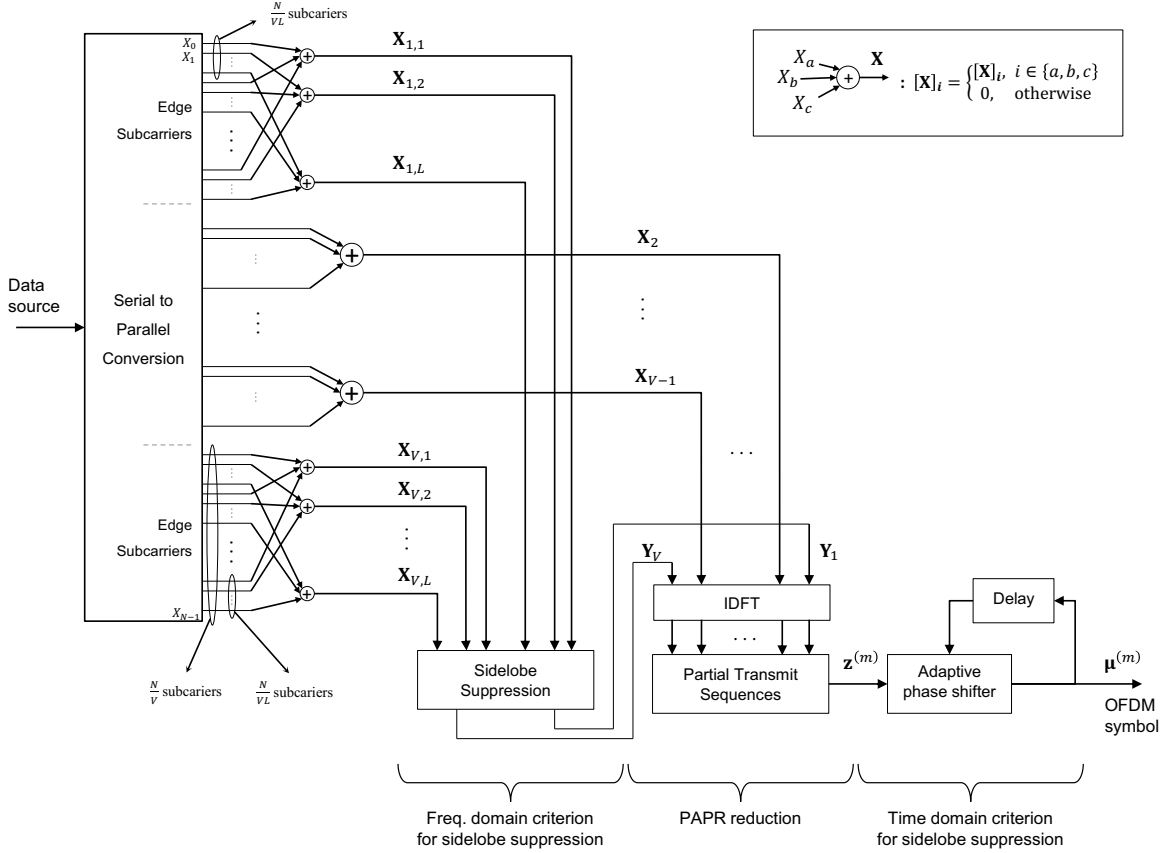 N/VL subcariers
X_0
X_1
Edge
Subcarriers
Data
source
Serial to
Parallel
Conversion
Edge
Subcarriers
X_{N−1}
N/V subcariers
N/VL subcariers
𝐗_{1,1}
𝐗_{1,2}
𝐗_{1,L}
𝐗_2
𝐗_{V−1}
𝐗_{V,1}
𝐗_{V,2}
𝐗_{V,L}
X_a
X_b
X_c
𝐗
: [𝐗]_i = { [𝐗]_i, i ∈ {a, b, c}
0, otherwise
𝐘_V
𝐘_1
IDFT
Sidelobe
Suppression
Partial Transmit
Sequences
𝐳^{(m)}
Delay
Adaptive
phase shifter
𝛍^{(m)}
OFDM
symbol
Freq. domain criterion
for sidelobe suppression
PAPR reduction
Time domain criterion
for sidelobe suppression